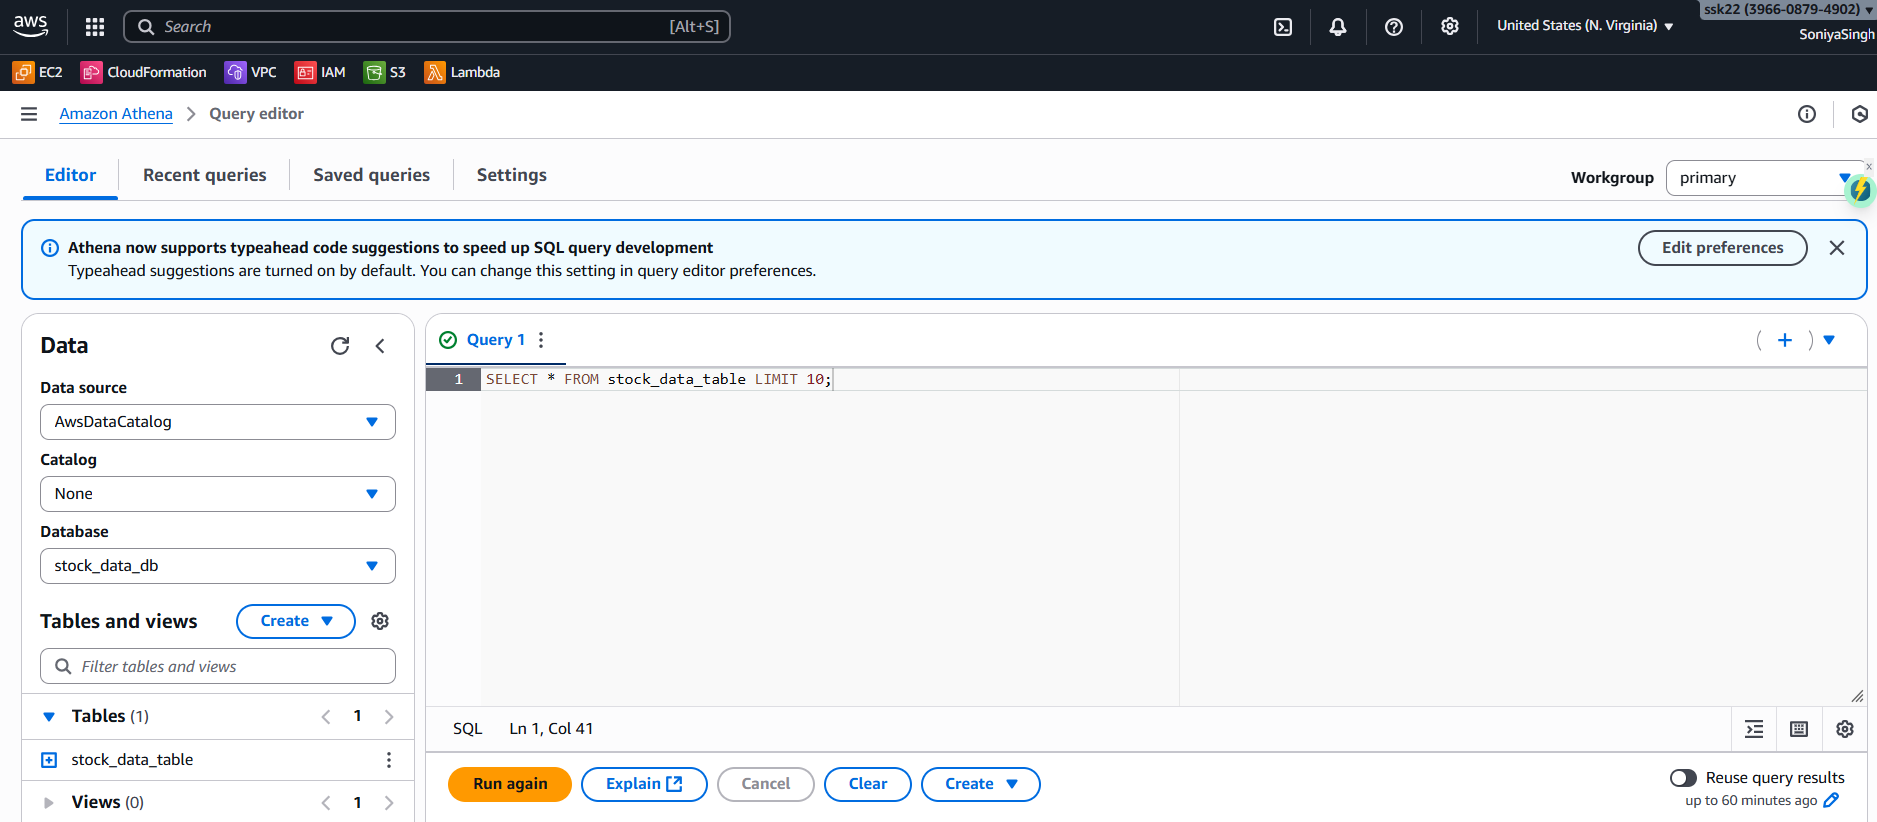 aws
Search
[Alt+S]
United States (N. Virginia)
ssk22 (3966-0879-4902)
SoniyaSingh
EC2
CloudFormation
VPC
IAM
S3
Lambda
Amazon Athena
Query editor
Editor
Recent queries
Saved queries
Settings
Workgroup
primary
x
Athena now supports typeahead code suggestions to speed up SQL query development
Typeahead suggestions are turned on by default. You can change this setting in query editor preferences.
Edit preferences
Data
Data source
AwsDataCatalog
Catalog
None
Database
stock_data_db
Tables and views
Create
Filter tables and views
Tables (1)
1
stock_data_table
Views (0)
1
Query 1
( + )
1
SELECT * FROM stock_data_table LIMIT 10;
SQL
Ln 1, Col 41
Run again
Explain
Cancel
Clear
Create
Reuse query results
up to 60 minutes ago